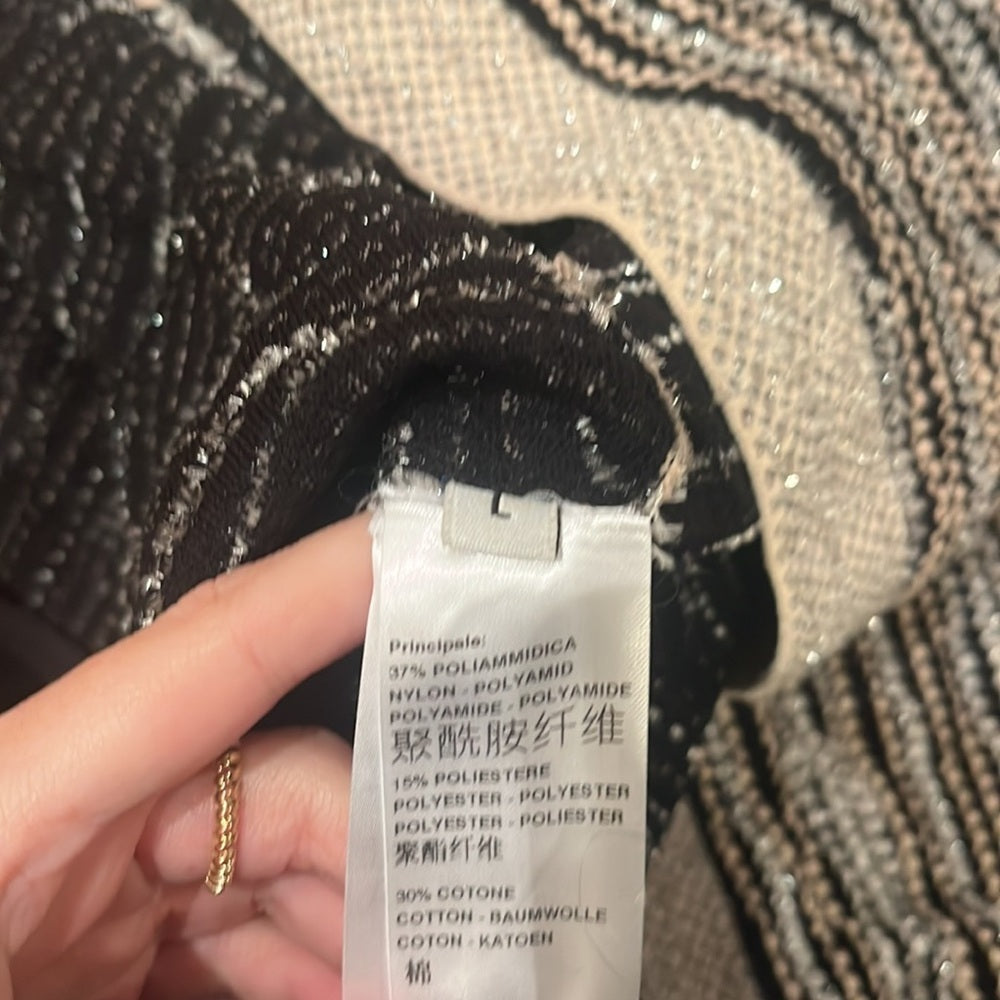 L
Principale:
37% POLIAMMIDICA
NYLON - POLYAMID
POLYAMIDE - POLYAMIDE
聚酰胺纤维
15% POLIESTERE
POLYESTER - POLYESTER
POLYESTER - POLIESTER
聚酯纤维
30% COTONE
COTTON - BAUMWOLLE
COTON - KATOEN
棉